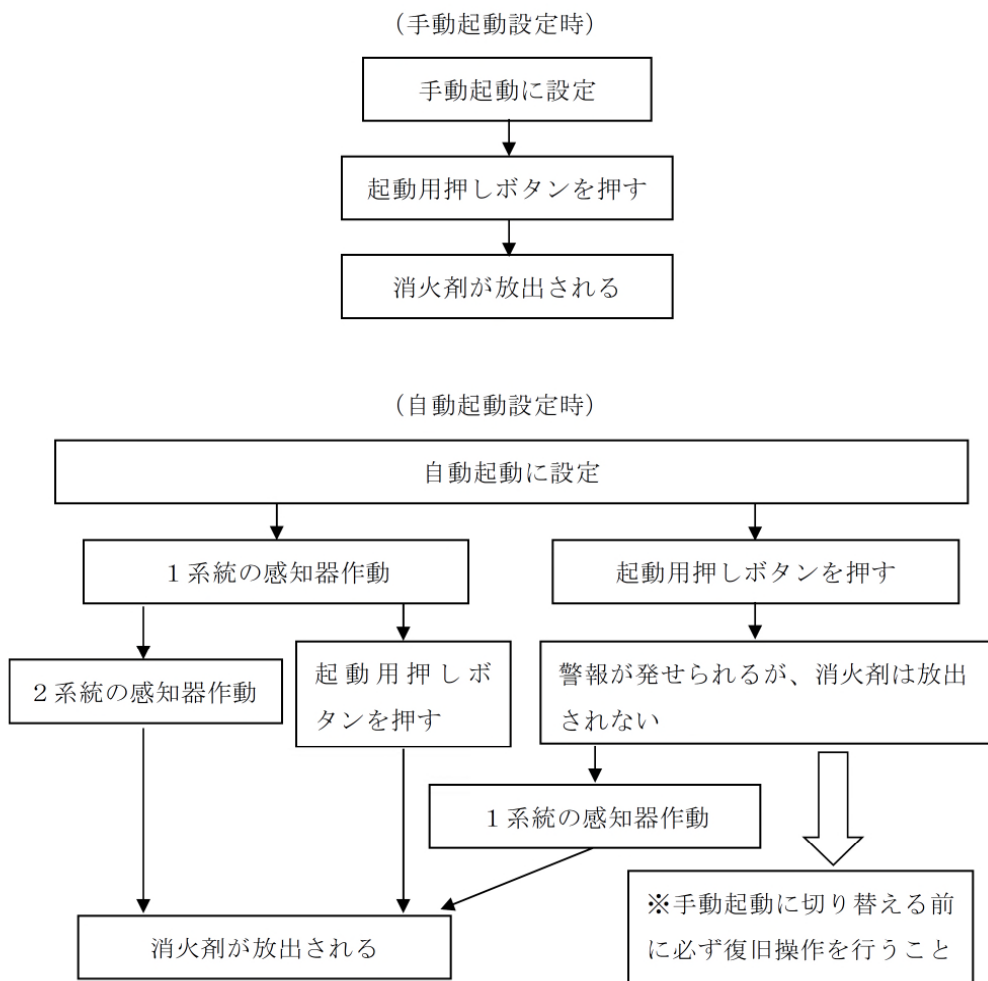 (手動起動設定時)
手動起動に設定
起動用押しボタンを押す
消火剤が放出される
(自動起動設定時)
自動起動に設定
1系統の感知器作動
起動用押しボタンを押す
2系統の感知器作動
起動用押しボ
タンを押す
警報が発せられるが、消火剤は放出
されない
1系統の感知器作動
消火剤が放出される
※手動起動に切り替える前
に必ず復旧操作を行うこと